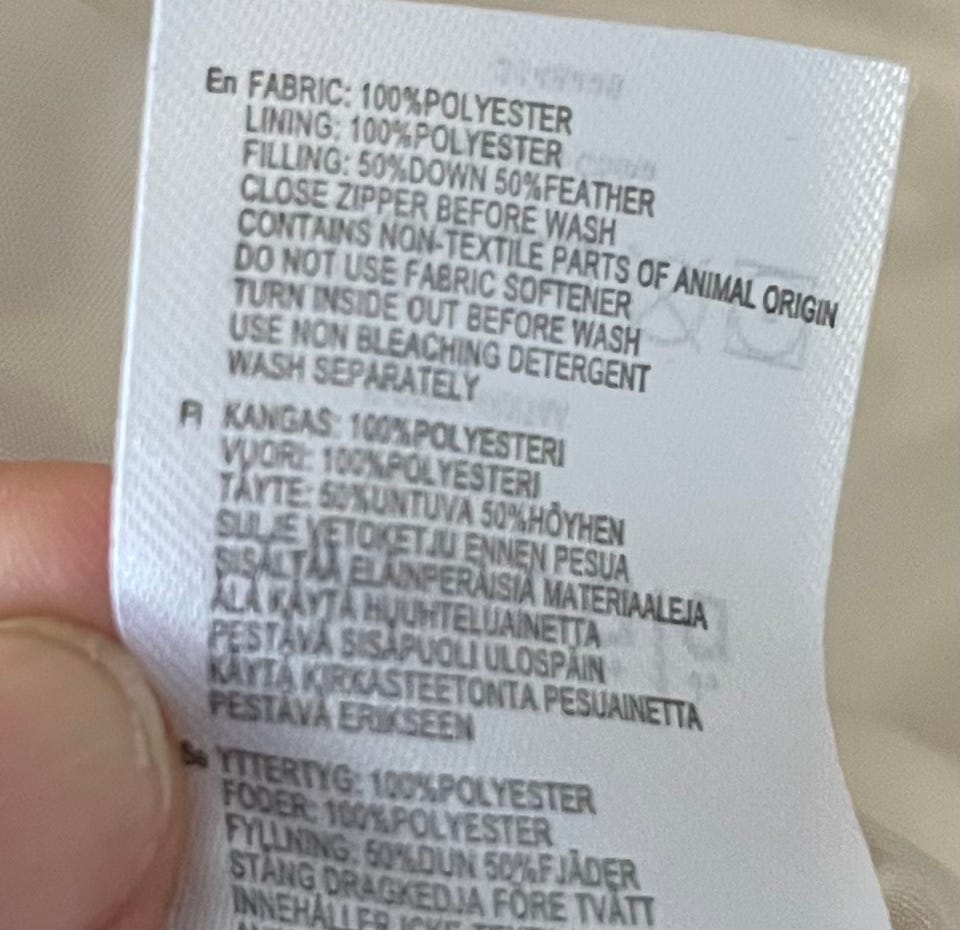 En FABRIC: 100%POLYESTER
LINING: 100%POLYESTER
FILLING: 50%DOWN 50%FEATHER
CLOSE ZIPPER BEFORE WASH
CONTAINS NON-TEXTILE PARTS OF ANIMAL ORIGIN
DO NOT USE FABRIC SOFTENER
TURN INSIDE OUT BEFORE WASH
USE NON BLEACHING DETERGENT
WASH SEPARATELY
FI KANGAS: 100%POLYESTERI
VUORI: 100%POLYESTERI
TÄYTE: 50%UNTUVA 50%HÖYHEN
SULJE VETOKETJU ENNEN PESUA
SISÄLTÄÄ ELÄINPERÄISIÄ MATERIAALEJA
ÄLÄ KÄYTÄ HUUHTELUAINETTA
PESTÄVÄ SISÄPUOLI ULOSPÄIN
KÄYTÄ KIRKASTEETONTA PESUAINETTA
PESTÄVÄ ERIKSEEN
Se YTTERTYG: 100%POLYESTER
FODER: 100%POLYESTER
FYLLNING: 50%DUN 50%FJÄDER
STÄNG DRAGKEDJA FÖRE TVÄTT
INNEHÅLLER ICKE